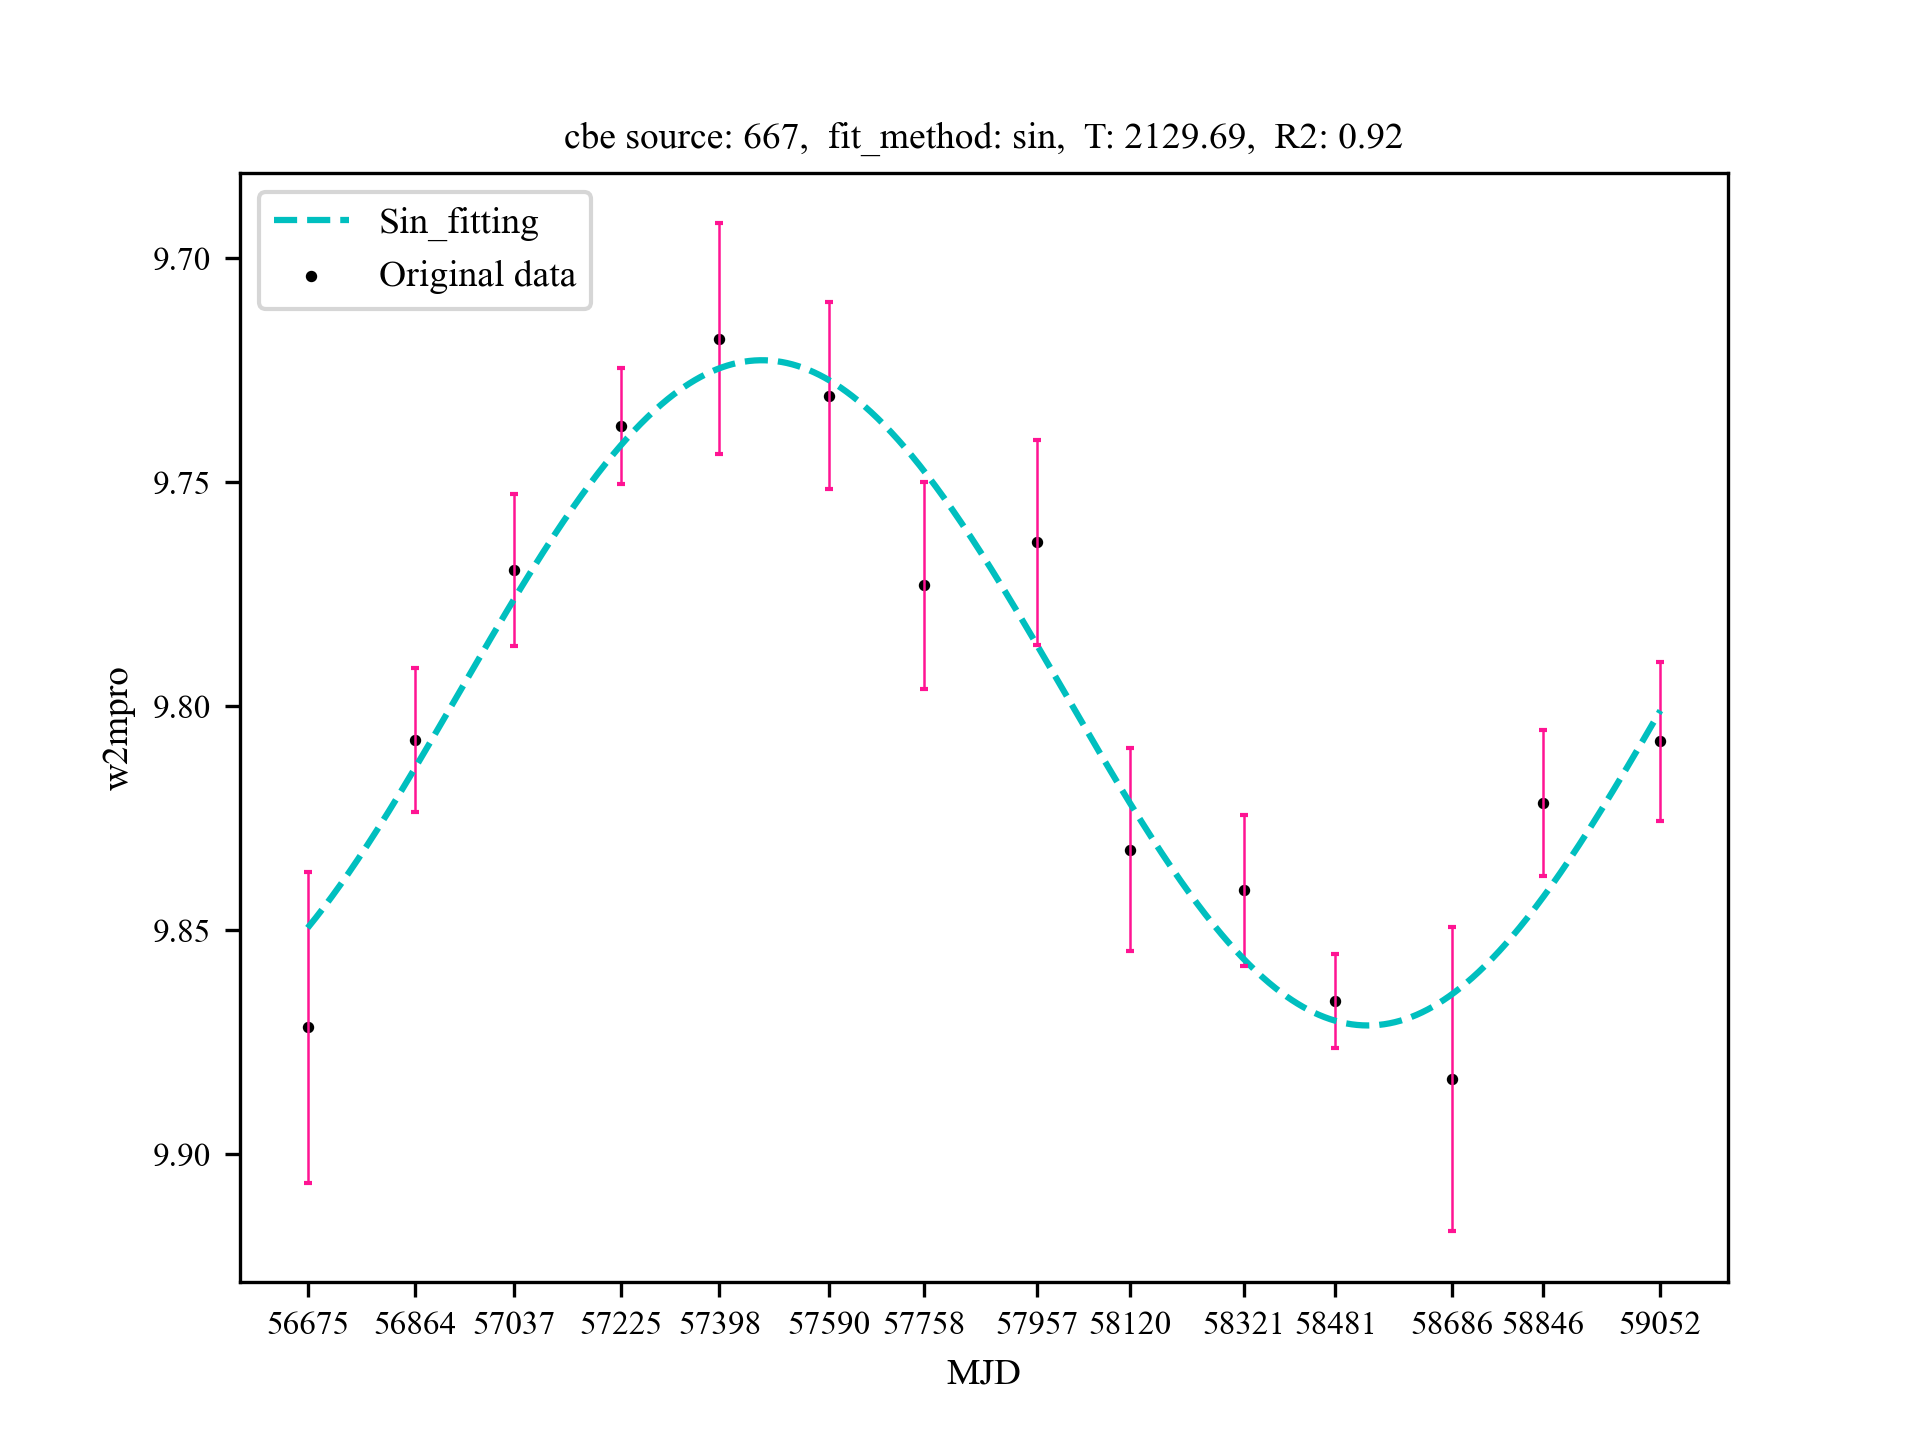 cbe source: 667,  fit_method: sin,  T: 2129.69,  R2: 0.92
Sin_fitting
Original data
9.70
9.75
9.80
9.85
9.90
w2mpro
56675 56864 57037 57225 57398 57590 57758 57957 58120 58321 58481 58686 58846 59052
MJD